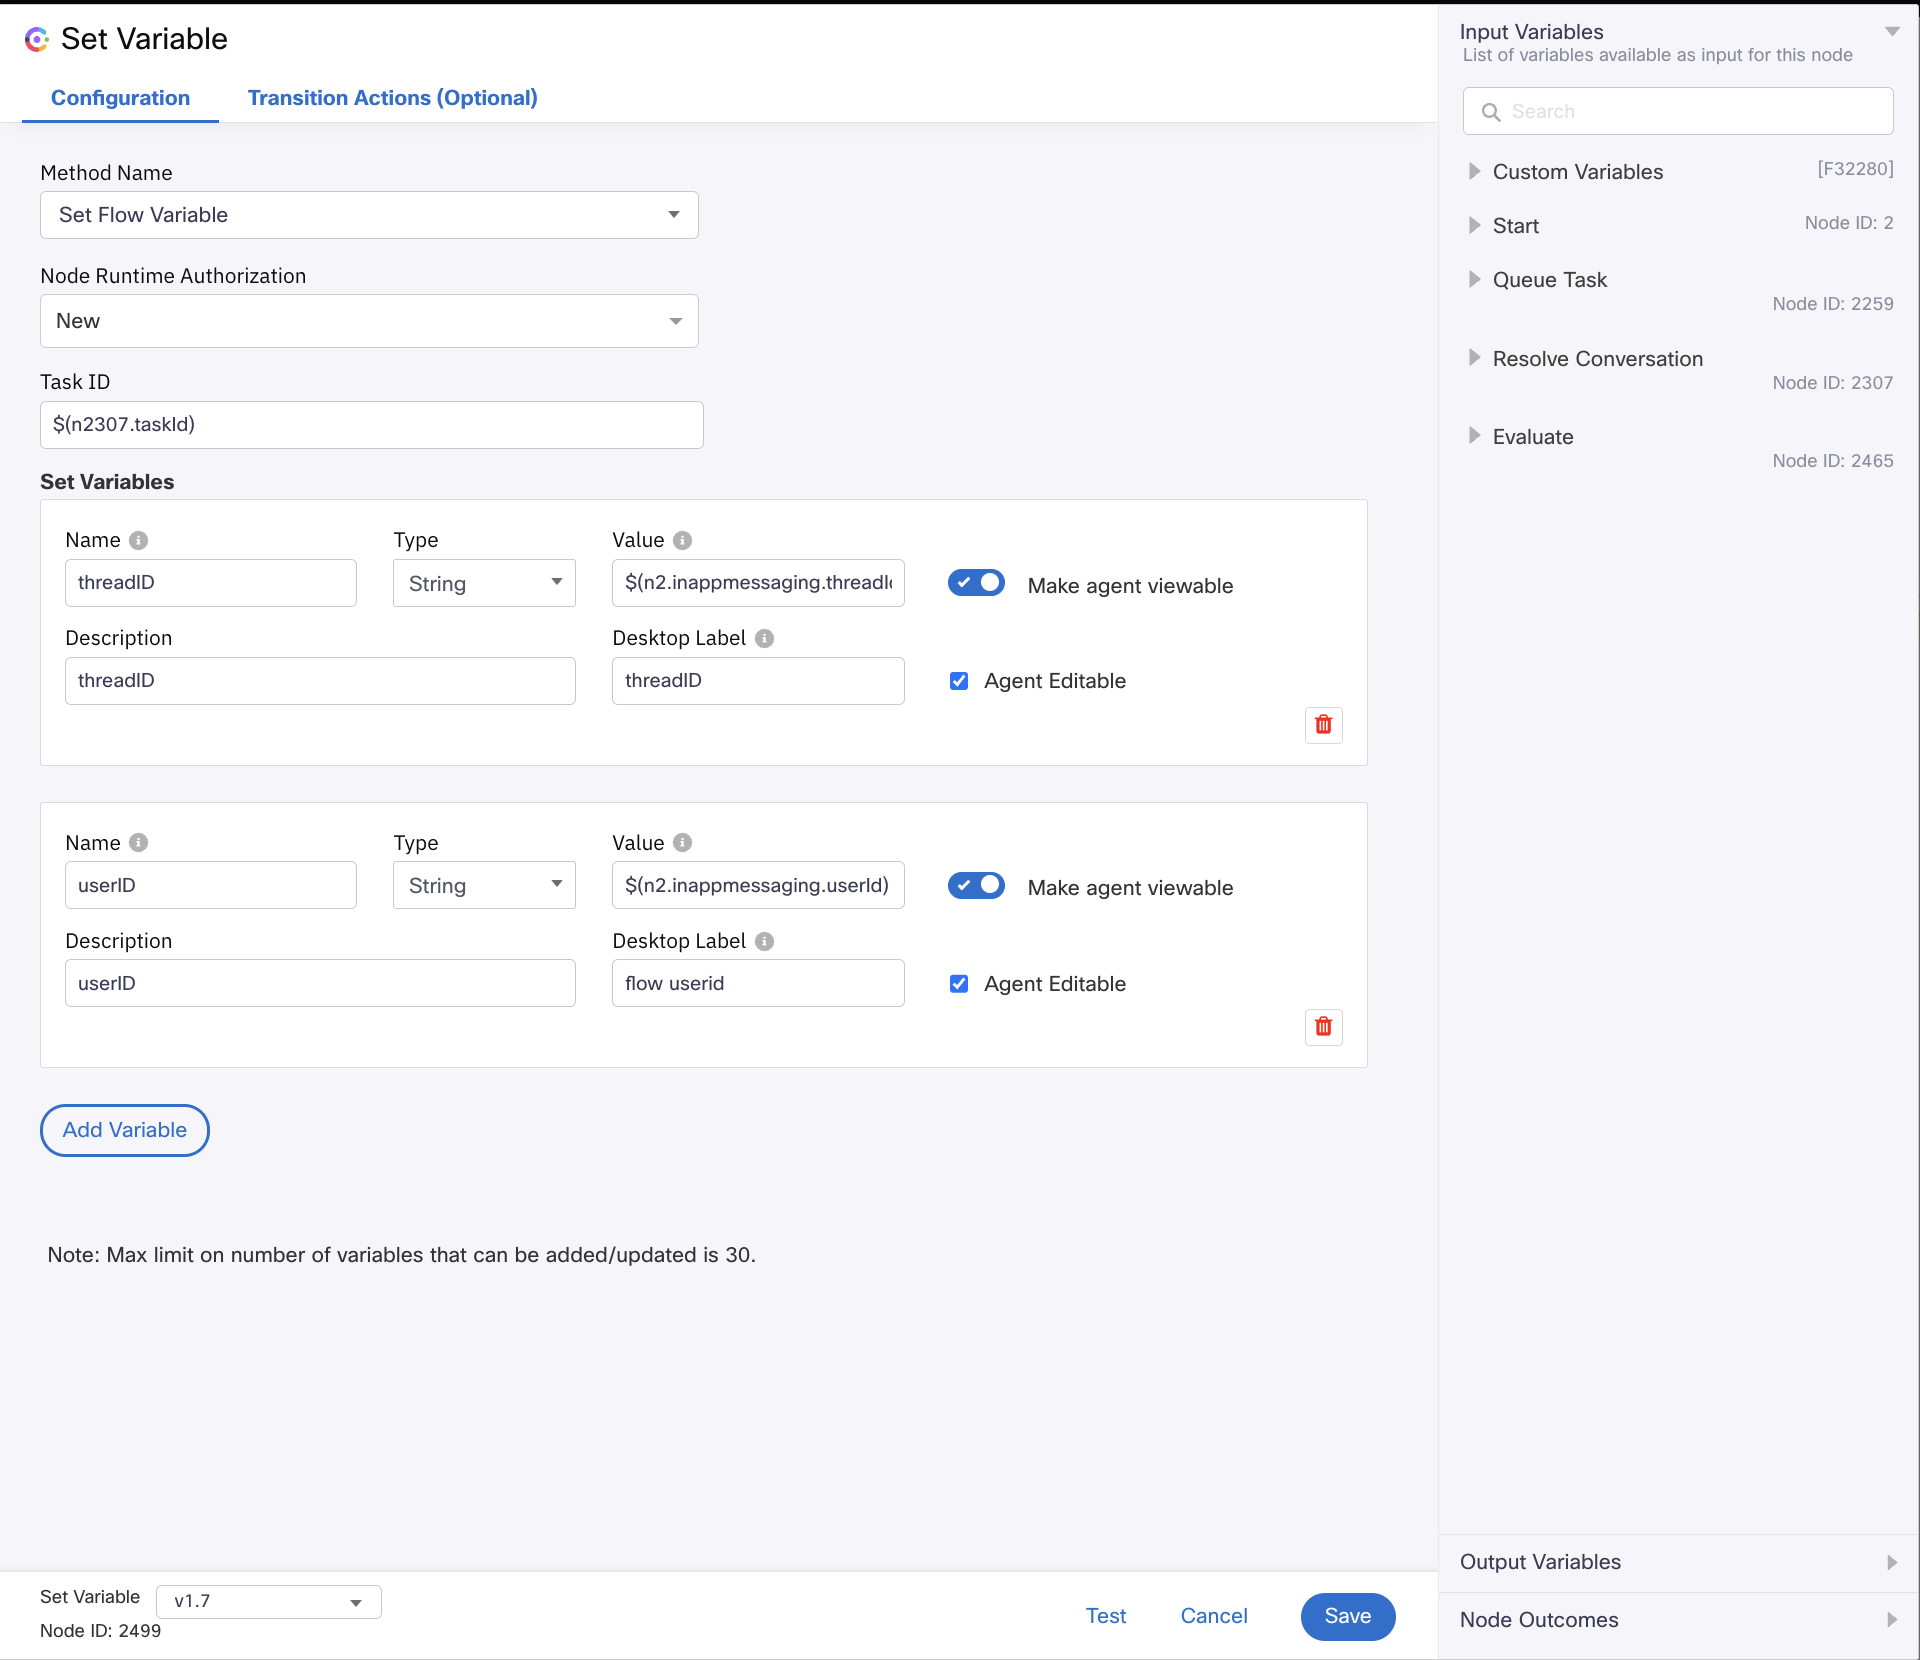 Set Variable
Configuration
Transition Actions (Optional)
Method Name
Set Flow Variable
Node Runtime Authorization
New
Task ID
$(n2307.taskId)
Set Variables
Name
Type
Value
threadID
String
$(n2.inappmessaging.threadId
Make agent viewable
Description
Desktop Label
threadID
threadID
Agent Editable
Name
Type
Value
userID
String
$(n2.inappmessaging.userId)
Make agent viewable
Description
Desktop Label
userID
flow userid
Agent Editable
Add Variable
Note: Max limit on number of variables that can be added/updated is 30.
Set Variable
v1.7
Node ID: 2499
Test
Cancel
Save
Input Variables
List of variables available as input for this node
Search
Custom Variables
[F32280]
Start
Node ID: 2
Queue Task
Node ID: 2259
Resolve Conversation
Node ID: 2307
Evaluate
Node ID: 2465
Output Variables
Node Outcomes